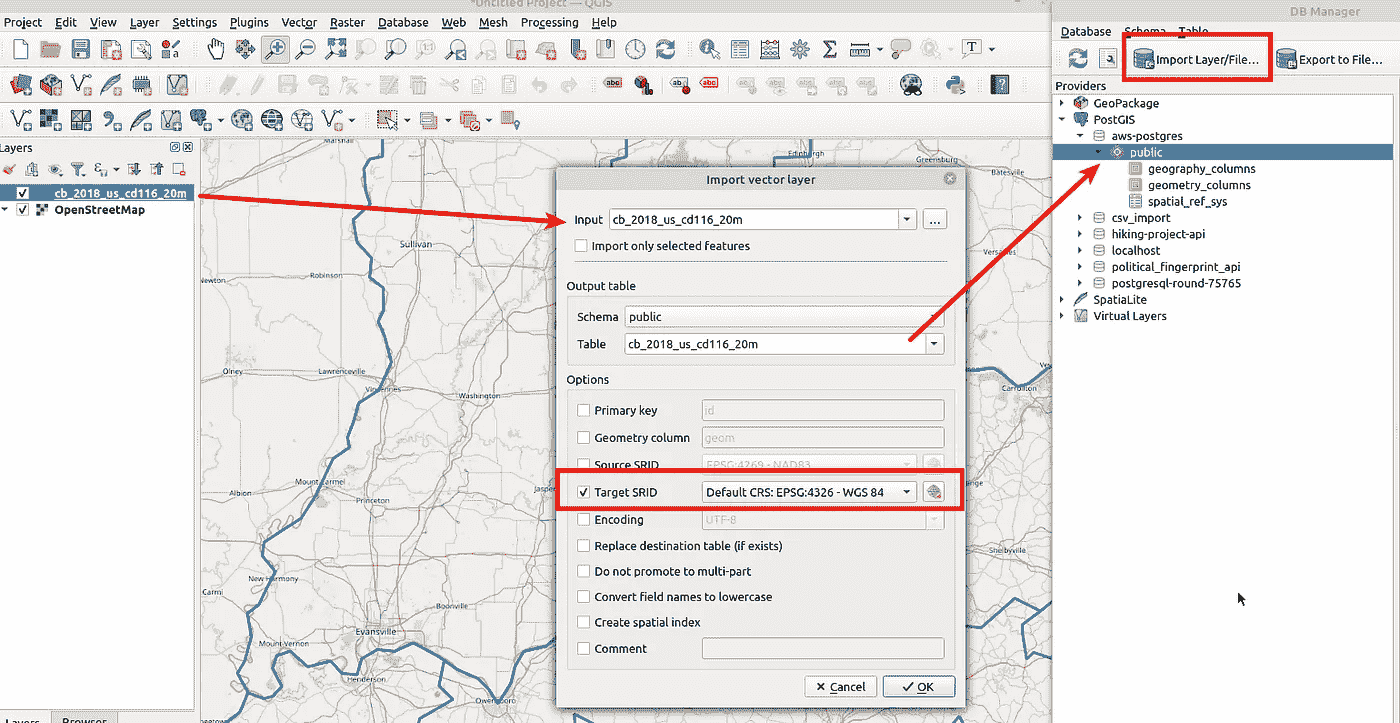 *Untitled Project — QGIS
Project Edit View Layer Settings Plugins Vector Raster Database Web Mesh Processing Help
Layers
cb_2018_us_cd116_20m
OpenStreetMap
Layers Browser
Marshall
Edinburgh
Greensburg
Batesville
Sullivan
Robinson
Newton
Versailles
Olney
Lawrenceville
Vincennes
Washington
Carrollton
Mount Carmel
Albion
Princeton
Jasper
Shelbyville
New Harmony
Carmi
Boonville
Evansville
Mount Vernon
Henderson
Owensboro
Import vector layer
Input cb_2018_us_cd116_20m ...
Import only selected features
Output table
Schema public
Table cb_2018_us_cd116_20m
Options
Primary key id
Geometry column geom
Source SRID EPSG:4269 - NAD83
Target SRID Default CRS: EPSG:4326 - WGS 84
Encoding UTF-8
Replace destination table (if exists)
Do not promote to multi-part
Convert field names to lowercase
Create spatial index
Comment
Cancel OK
DB Manager
Database Schema Table
Import Layer/File... Export to File...
Providers
GeoPackage
PostGIS
aws-postgres
public
geography_columns
geometry_columns
spatial_ref_sys
csv_import
hiking-project-api
localhost
political_fingerprint_api
postgresql-round-75765
SpatiaLite
Virtual Layers